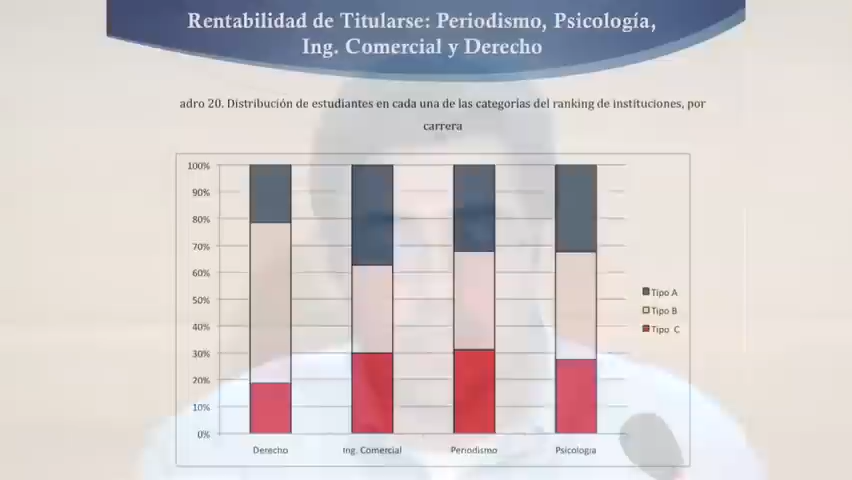 Rentabilidad de Titularse: Periodismo, Psicología,
Ing. Comercial y Derecho
adro 20. Distribución de estudiantes en cada una de las categorías del ranking de instituciones, por
carrera
100%
90%
80%
70%
60%
50%
40%
30%
20%
10%
0%
Tipo A
Tipo B
Tipo C
Derecho Ing. Comercial Periodismo Psicología